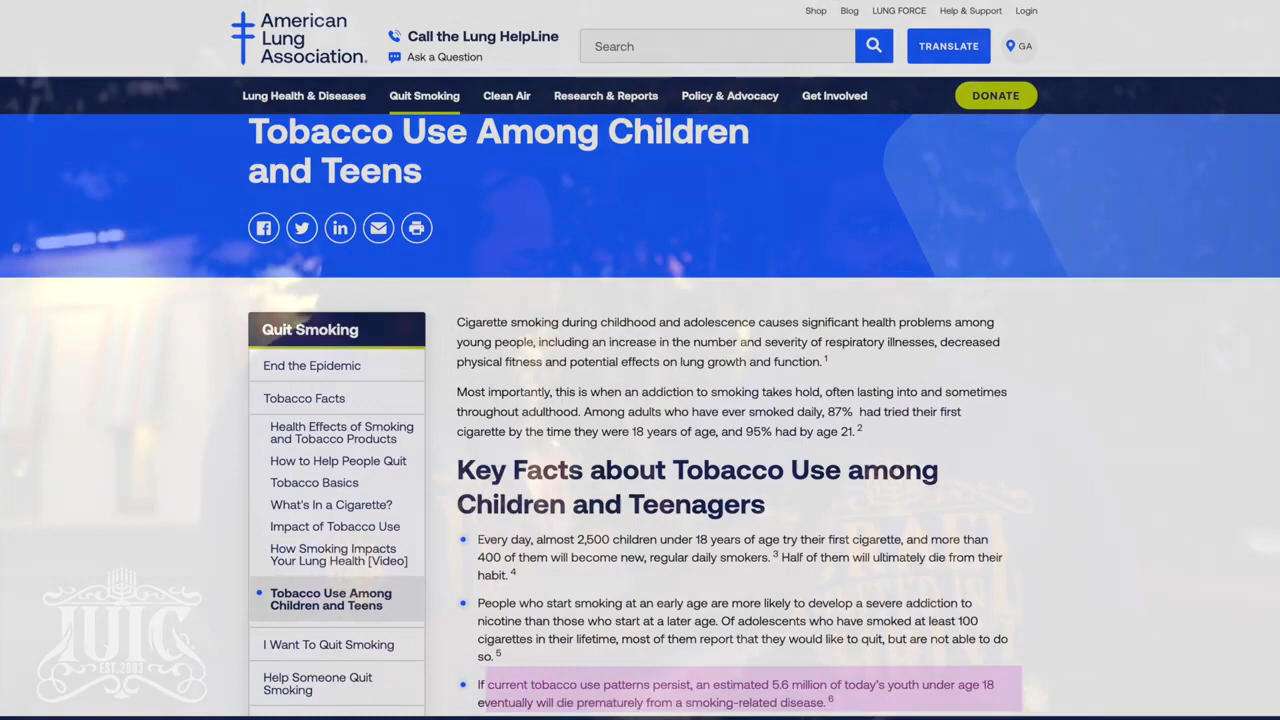 Shop Blog LUNG FORCE Help & Support Login
American
Lung
Association.
Call the Lung HelpLine
Ask a Question
Search
TRANSLATE
GA
Lung Health & Diseases Quit Smoking Clean Air Research & Reports Policy & Advocacy Get Involved DONATE
Tobacco Use Among Children
and Teens
Quit Smoking
End the Epidemic
Tobacco Facts
Health Effects of Smoking
and Tobacco Products
How to Help People Quit
Tobacco Basics
What's In a Cigarette?
Impact of Tobacco Use
How Smoking Impacts
Your Lung Health [Video]
Tobacco Use Among
Children and Teens
I Want To Quit Smoking
Help Someone Quit
Smoking
Cigarette smoking during childhood and adolescence causes significant health problems among
young people, including an increase in the number and severity of respiratory illnesses, decreased
physical fitness and potential effects on lung growth and function. 1
Most importantly, this is when an addiction to smoking takes hold, often lasting into and sometimes
throughout adulthood. Among adults who have ever smoked daily, 87% had tried their first
cigarette by the time they were 18 years of age, and 95% had by age 21. 2
Key Facts about Tobacco Use among
Children and Teenagers
Every day, almost 2,500 children under 18 years of age try their first cigarette, and more than
400 of them will become new, regular daily smokers. 3 Half of them will ultimately die from their
habit. 4
People who start smoking at an early age are more likely to develop a severe addiction to
nicotine than those who start at a later age. Of adolescents who have smoked at least 100
cigarettes in their lifetime, most of them report that they would like to quit, but are not able to do
so. 5
If current tobacco use patterns persist, an estimated 5.6 million of today's youth under age 18
eventually will die prematurely from a smoking-related disease. 6
IUIC
EST.2003